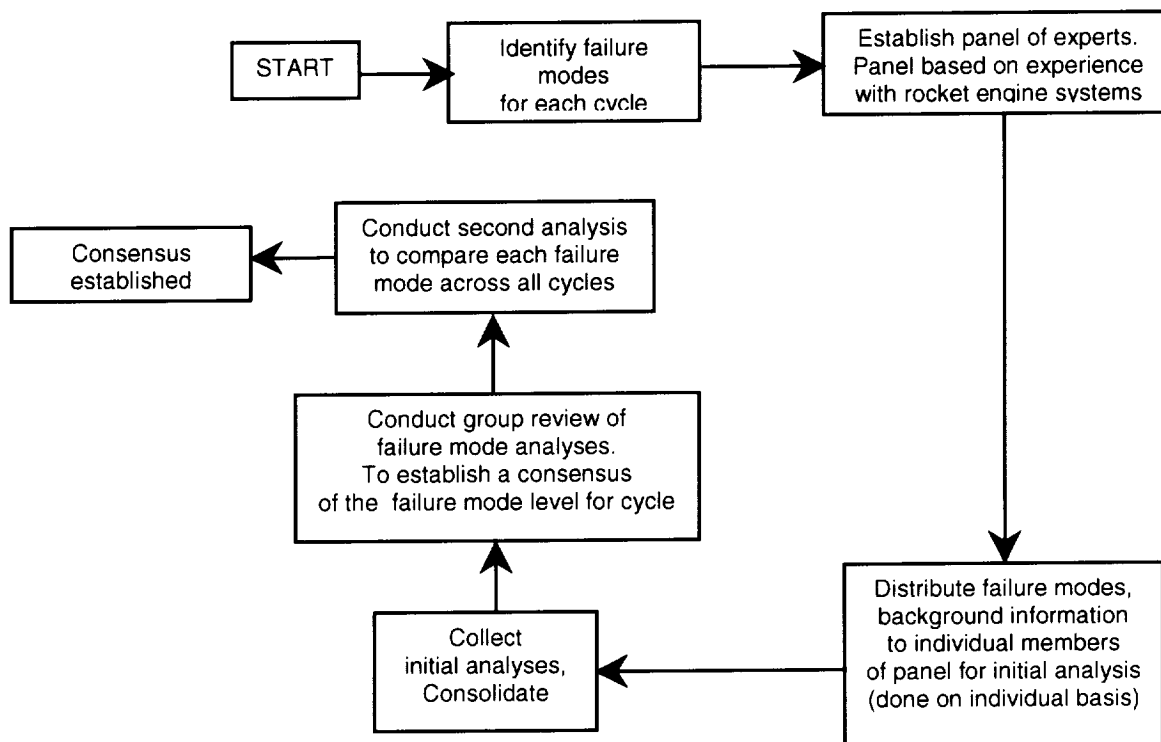 START
Identify failure
modes
for each cycle
Establish panel of experts.
Panel based on experience
with rocket engine systems
Distribute failure modes,
background information
to individual members
of panel for initial analysis
(done on individual basis)
Collect
initial analyses,
Consolidate
Conduct group review of
failure mode analyses.
To establish a consensus
of the failure mode level for cycle
Conduct second analysis
to compare each failure
mode across all cycles
Consensus
established